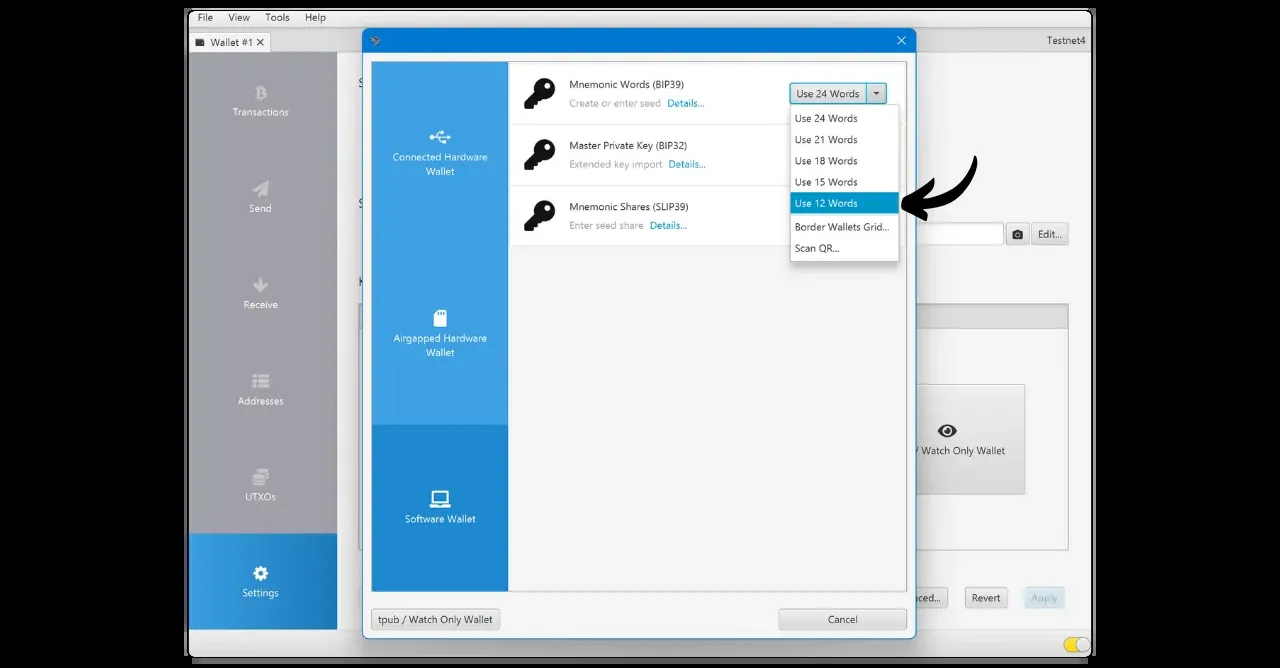 File View Tools Help
Wallet #1
Testnet4
Transactions
Send
Receive
Addresses
UTXOs
Settings
Connected Hardware
Wallet
Airgapped Hardware
Wallet
Software Wallet
Mnemonic Words (BIP39)
Create or enter seed Details...
Use 24 Words
Master Private Key (BIP32)
Extended key import Details...
Mnemonic Shares (SLIP39)
Enter seed share Details...
Use 24 Words
Use 21 Words
Use 18 Words
Use 15 Words
Use 12 Words
Border Wallets Grid...
Scan QR...
Edit...
/ Watch Only Wallet
ced...
Revert
Apply
tpub / Watch Only Wallet
Cancel